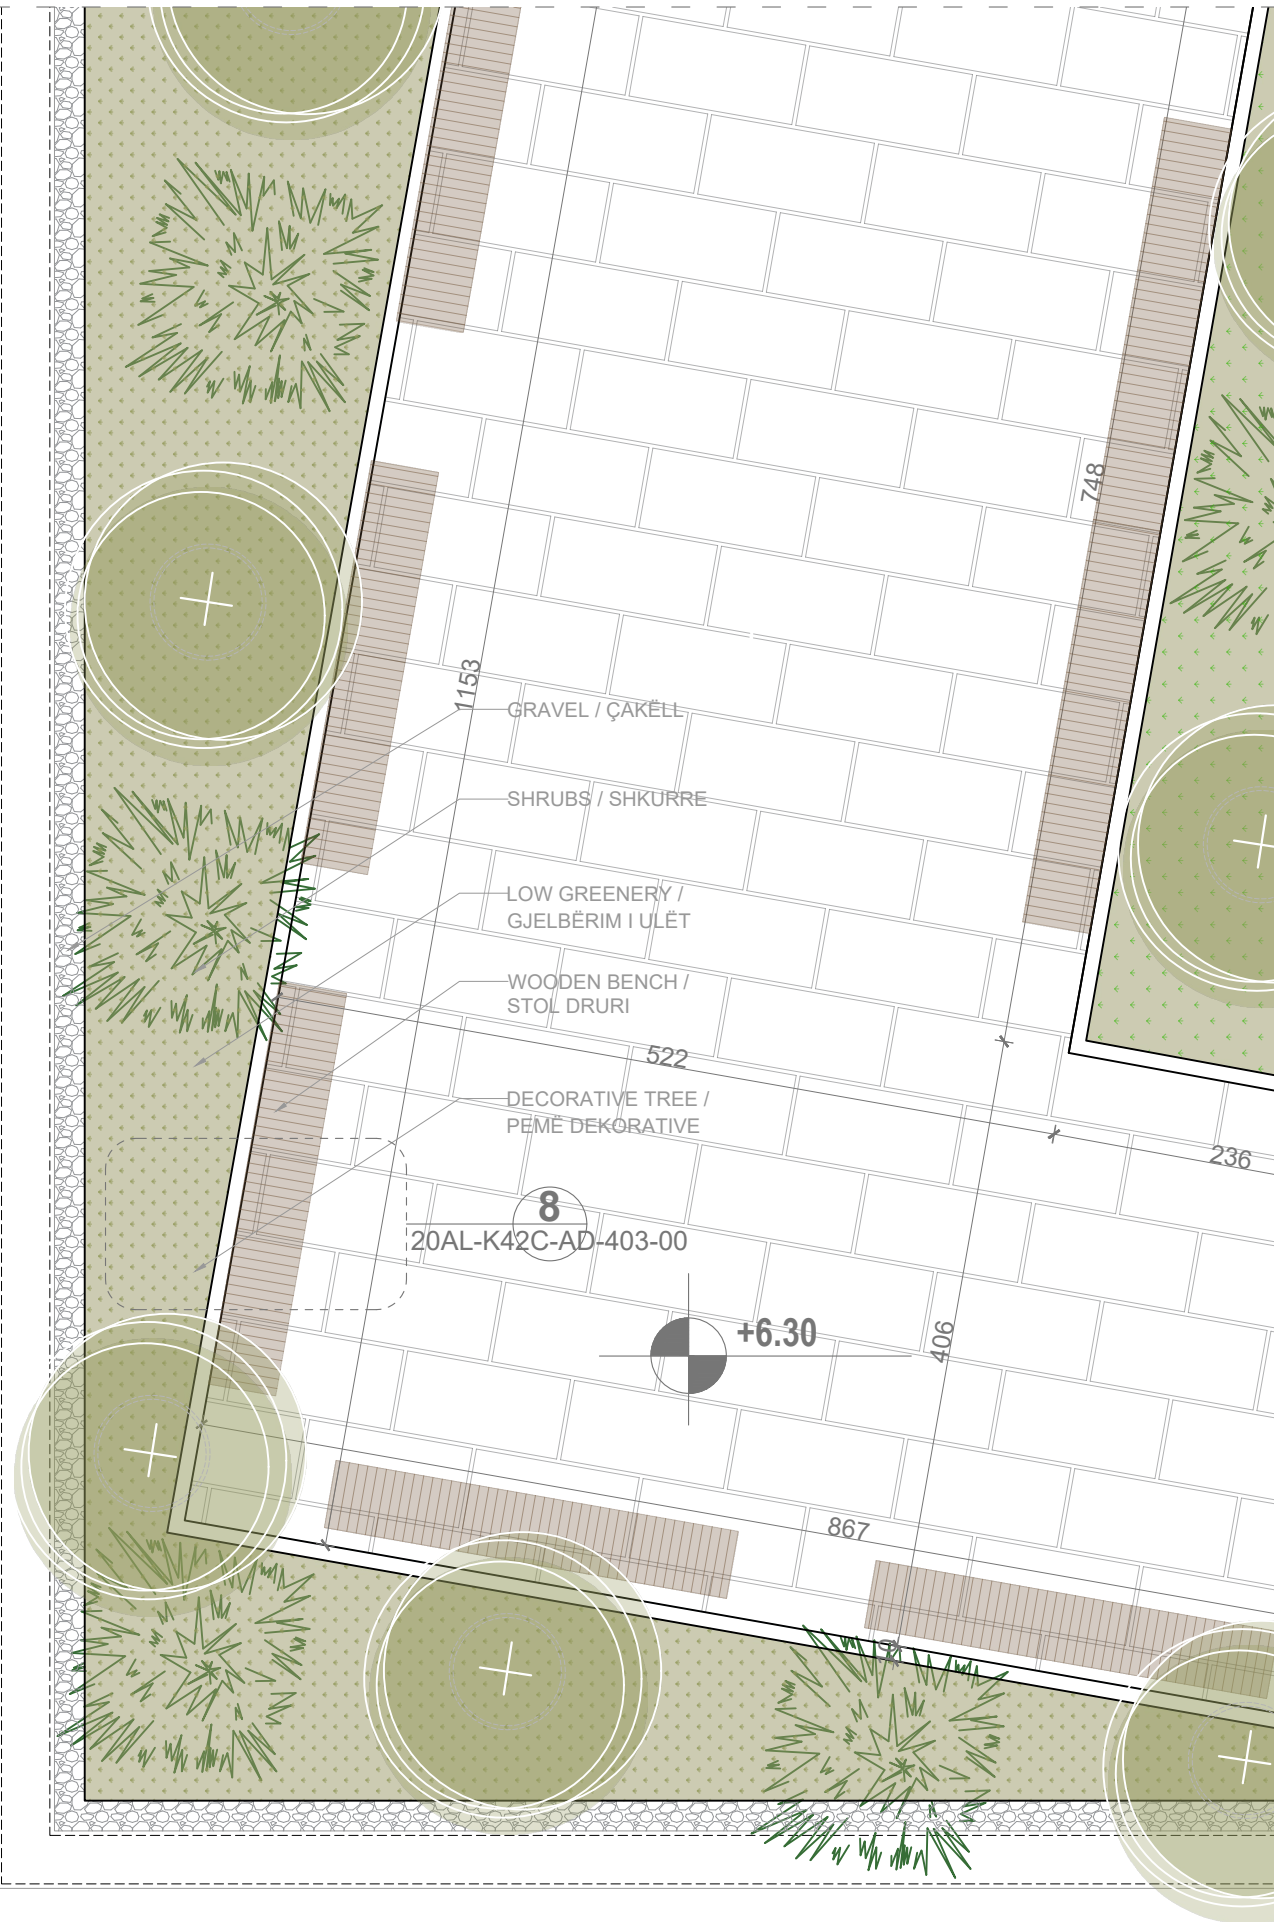 748
1153
GRAVEL / ÇAKËLL
SHRUBS / SHKURRE
LOW GREENERY /
GJELBËRIM I ULËT
WOODEN BENCH /
STOL DRURI
522
DECORATIVE TREE /
PEMË DEKORATIVE
236
8
20AL-K42C-AD-403-00
+6.30
406
867